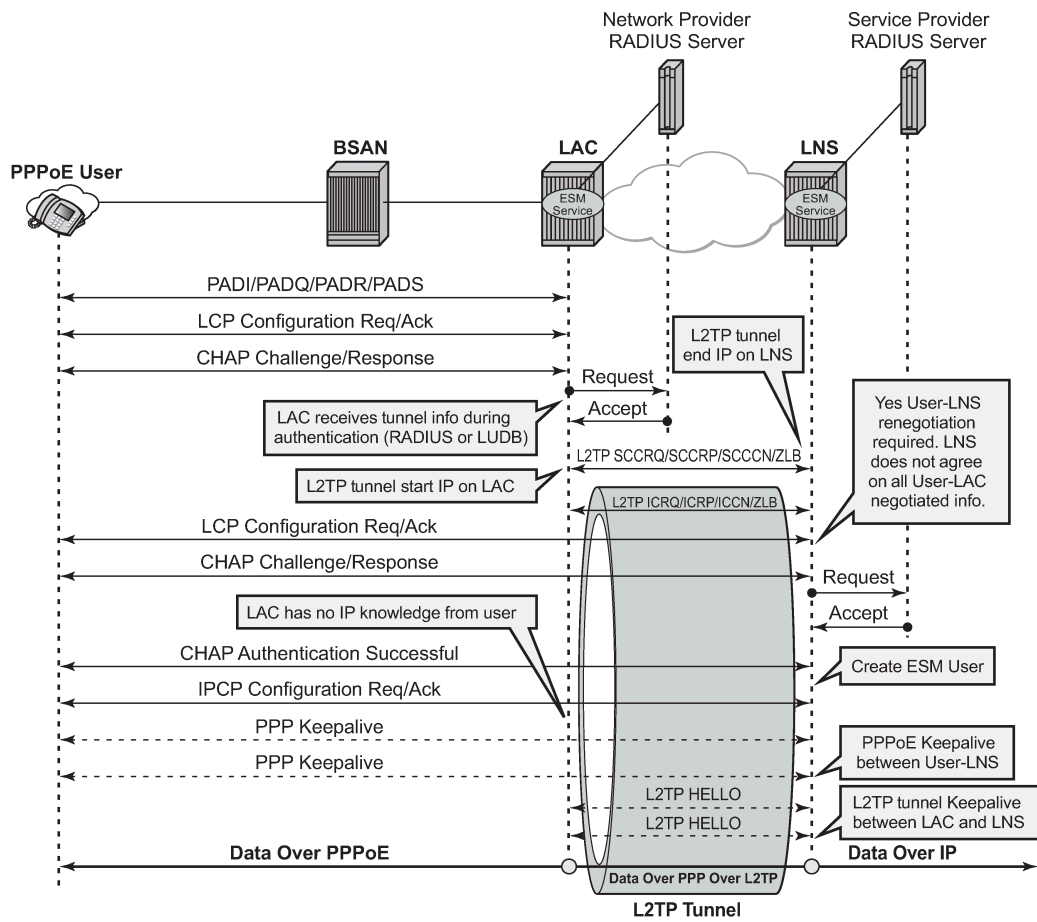 Network Provider
RADIUS Server
Service Provider
RADIUS Server
BSAN
LAC
LNS
PPPoE User
ESM
Service
ESM
Service
PADI/PADQ/PADR/PADS
LCP Configuration Req/Ack
L2TP tunnel
end IP on LNS
CHAP Challenge/Response
Request
LAC receives tunnel info during
authentication (RADIUS or LUDB)
Accept
Yes User-LNS
renegotiation
required. LNS
does not agree
on all User-LAC
negotiated info.
L2TP SCCRQ/SCCRP/SCCCN/ZLB
L2TP tunnel start IP on LAC
L2TP ICRQ/ICRP/ICCN/ZLB
LCP Configuration Req/Ack
CHAP Challenge/Response
Request
LAC has no IP knowledge from user
Accept
CHAP Authentication Successful
Create ESM User
IPCP Configuration Req/Ack
PPP Keepalive
PPPoE Keepalive
between User-LNS
PPP Keepalive
L2TP HELLO
L2TP tunnel Keepalive
between LAC and LNS
L2TP HELLO
Data Over PPPoE
Data Over IP
Data Over PPP Over L2TP
L2TP Tunnel